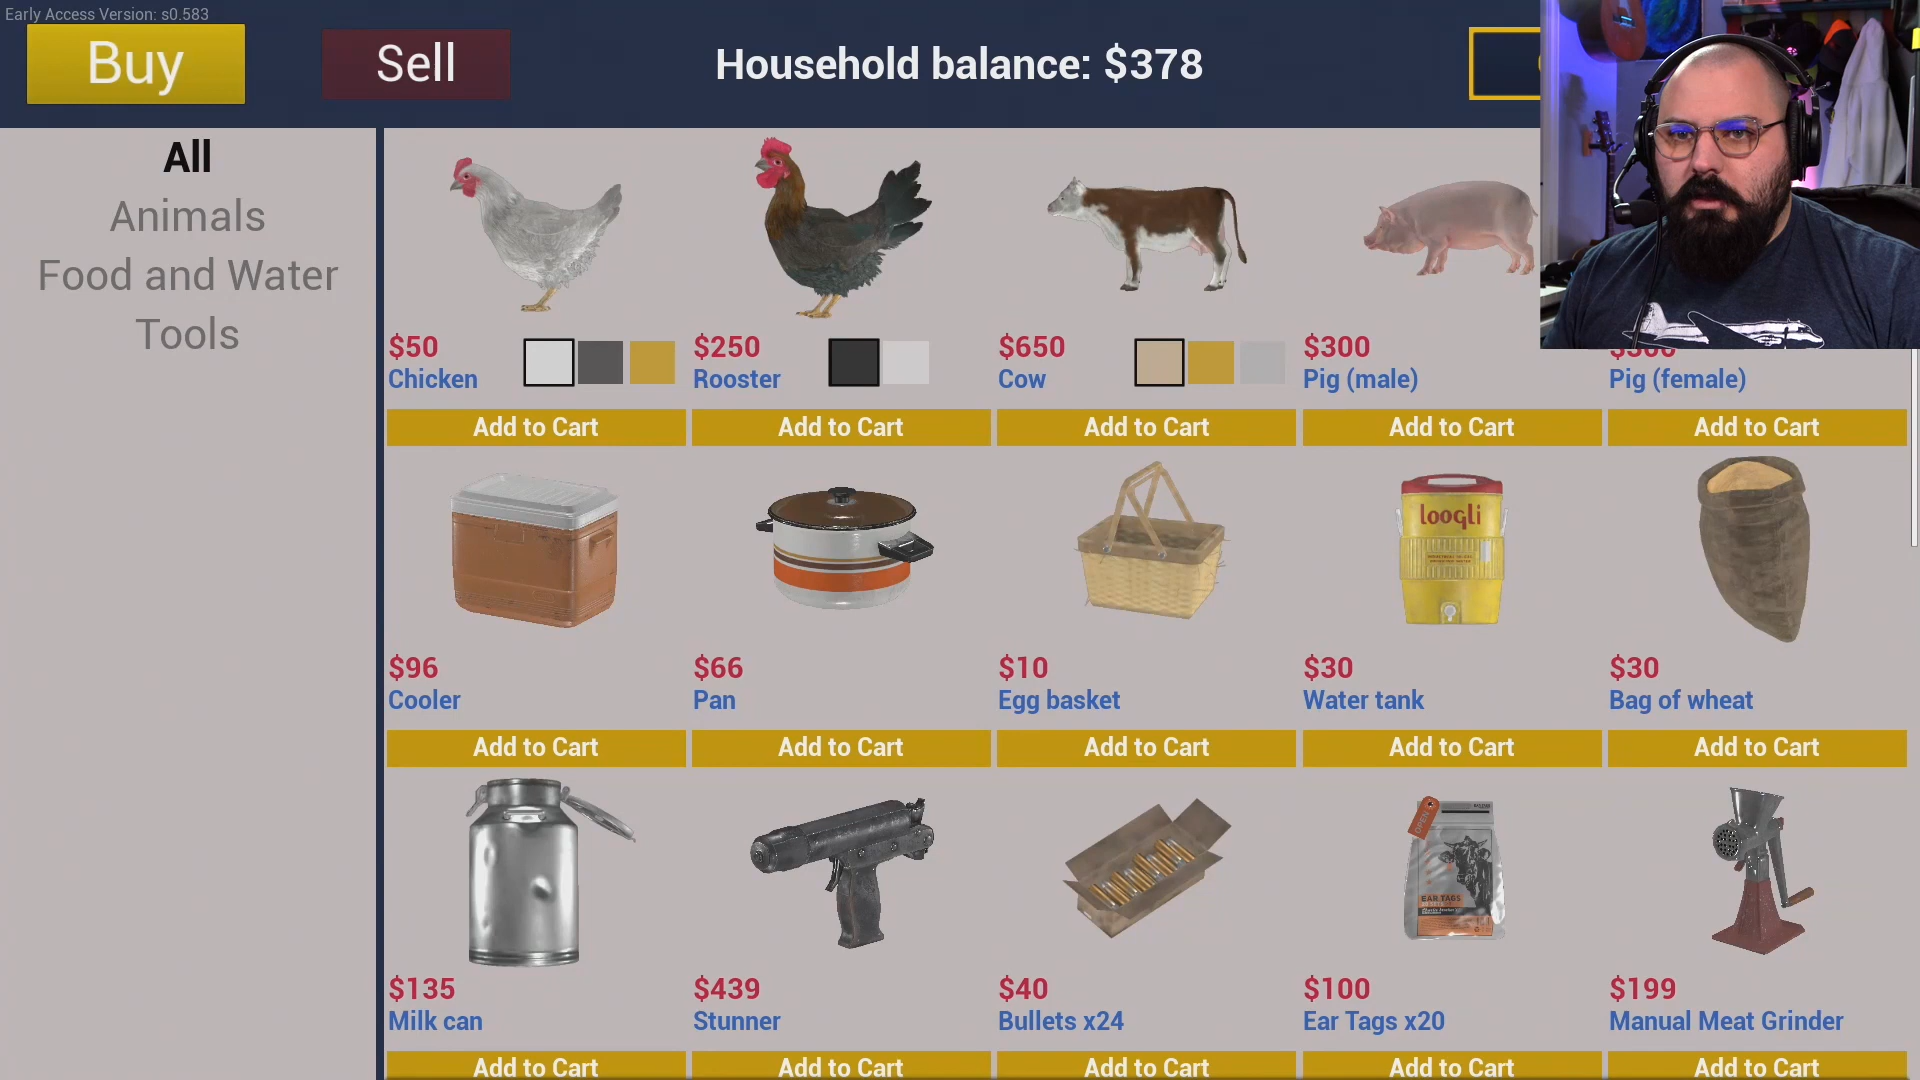 Early Access Version: s0.583
Buy
Sell
Household balance: $378
All
Animals
Food and Water
Tools
$50
Chicken
$250
Rooster
$650
Cow
$300
Pig (male)
$300
Pig (female)
Add to Cart
Add to Cart
Add to Cart
Add to Cart
Add to Cart
loogli
$96
Cooler
$66
Pan
$10
Egg basket
$30
Water tank
$30
Bag of wheat
Add to Cart
Add to Cart
Add to Cart
Add to Cart
Add to Cart
OPEN
EAR TAGS
$135
Milk can
$439
Stunner
$40
Bullets x24
$100
Ear Tags x20
$199
Manual Meat Grinder
Add to Cart
Add to Cart
Add to Cart
Add to Cart
Add to Cart